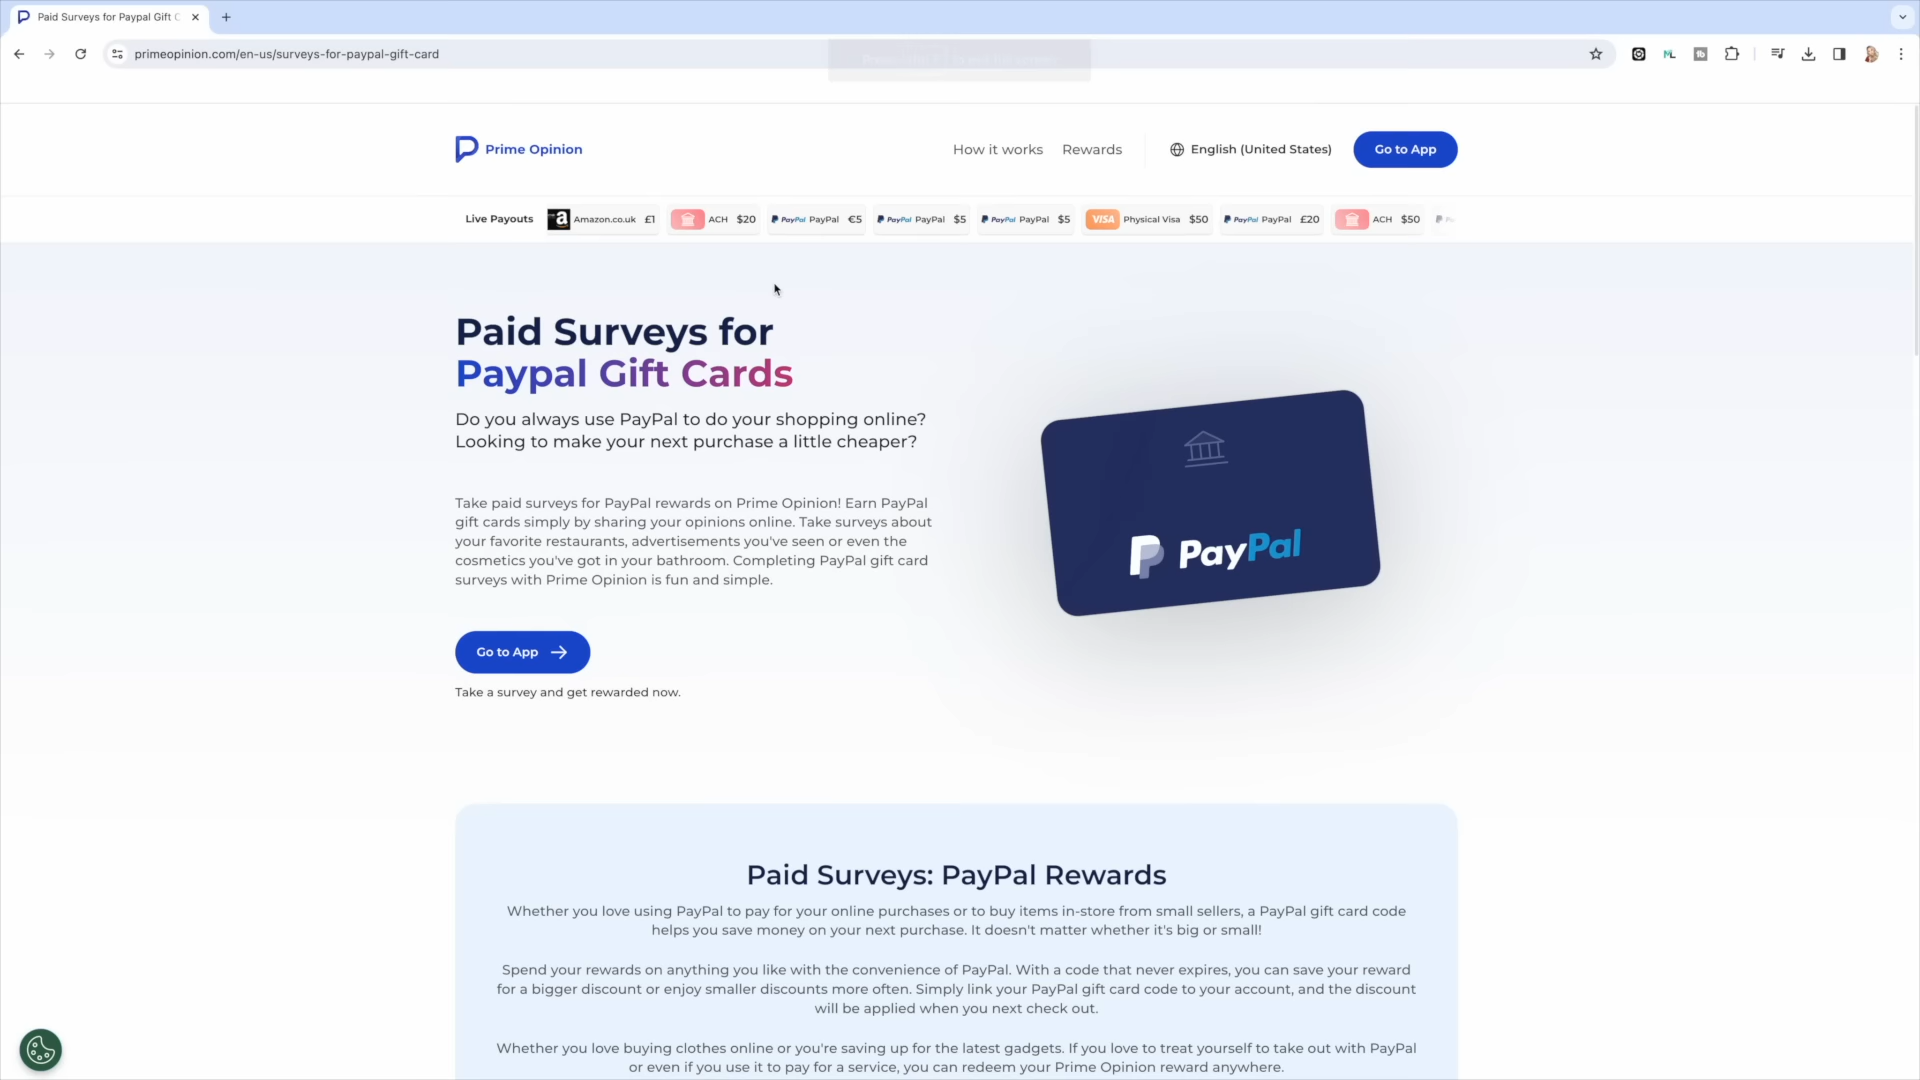 Paid Surveys for Paypal Gift C
primeopinion.com/en-us/surveys-for-paypal-gift-card
Prime Opinion
How it works
Rewards
English (United States)
Go to App
Live Payouts
Amazon.co.uk £1
ACH $20
PayPal PayPal €5
PayPal PayPal $5
PayPal PayPal $5
VISA Physical Visa $50
PayPal PayPal £20
ACH $50
Paid Surveys for
Paypal Gift Cards
Do you always use PayPal to do your shopping online?
Looking to make your next purchase a little cheaper?
Take paid surveys for PayPal rewards on Prime Opinion! Earn PayPal
gift cards simply by sharing your opinions online. Take surveys about
your favorite restaurants, advertisements you've seen or even the
cosmetics you've got in your bathroom. Completing PayPal gift card
surveys with Prime Opinion is fun and simple.
PayPal
Go to App
Take a survey and get rewarded now.
Paid Surveys: PayPal Rewards
Whether you love using PayPal to pay for your online purchases or to buy items in-store from small sellers, a PayPal gift card code
helps you save money on your next purchase. It doesn't matter whether it's big or small!
Spend your rewards on anything you like with the convenience of PayPal. With a code that never expires, you can save your reward
for a bigger discount or enjoy smaller discounts more often. Simply link your PayPal gift card code to your account, and the discount
will be applied when you next check out.
Whether you love buying clothes online or you're saving up for the latest gadgets. If you love to treat yourself to take out with PayPal
or even if you use it to pay for a service, you can redeem your Prime Opinion reward anywhere.